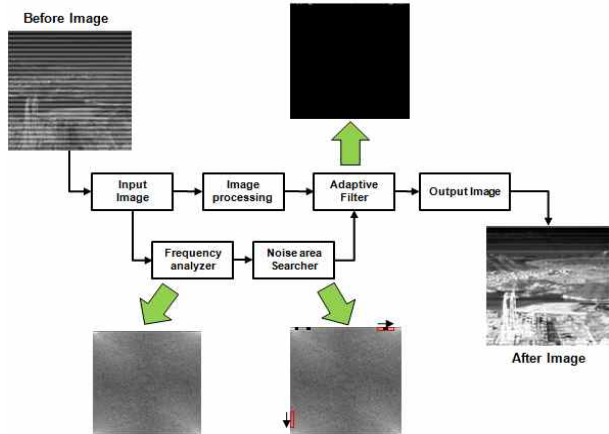 Before Image
Input
Image
Image
processing
Adaptive
Filter
Output Image
Frequency
analyzer
Noise area
Searcher
After Image